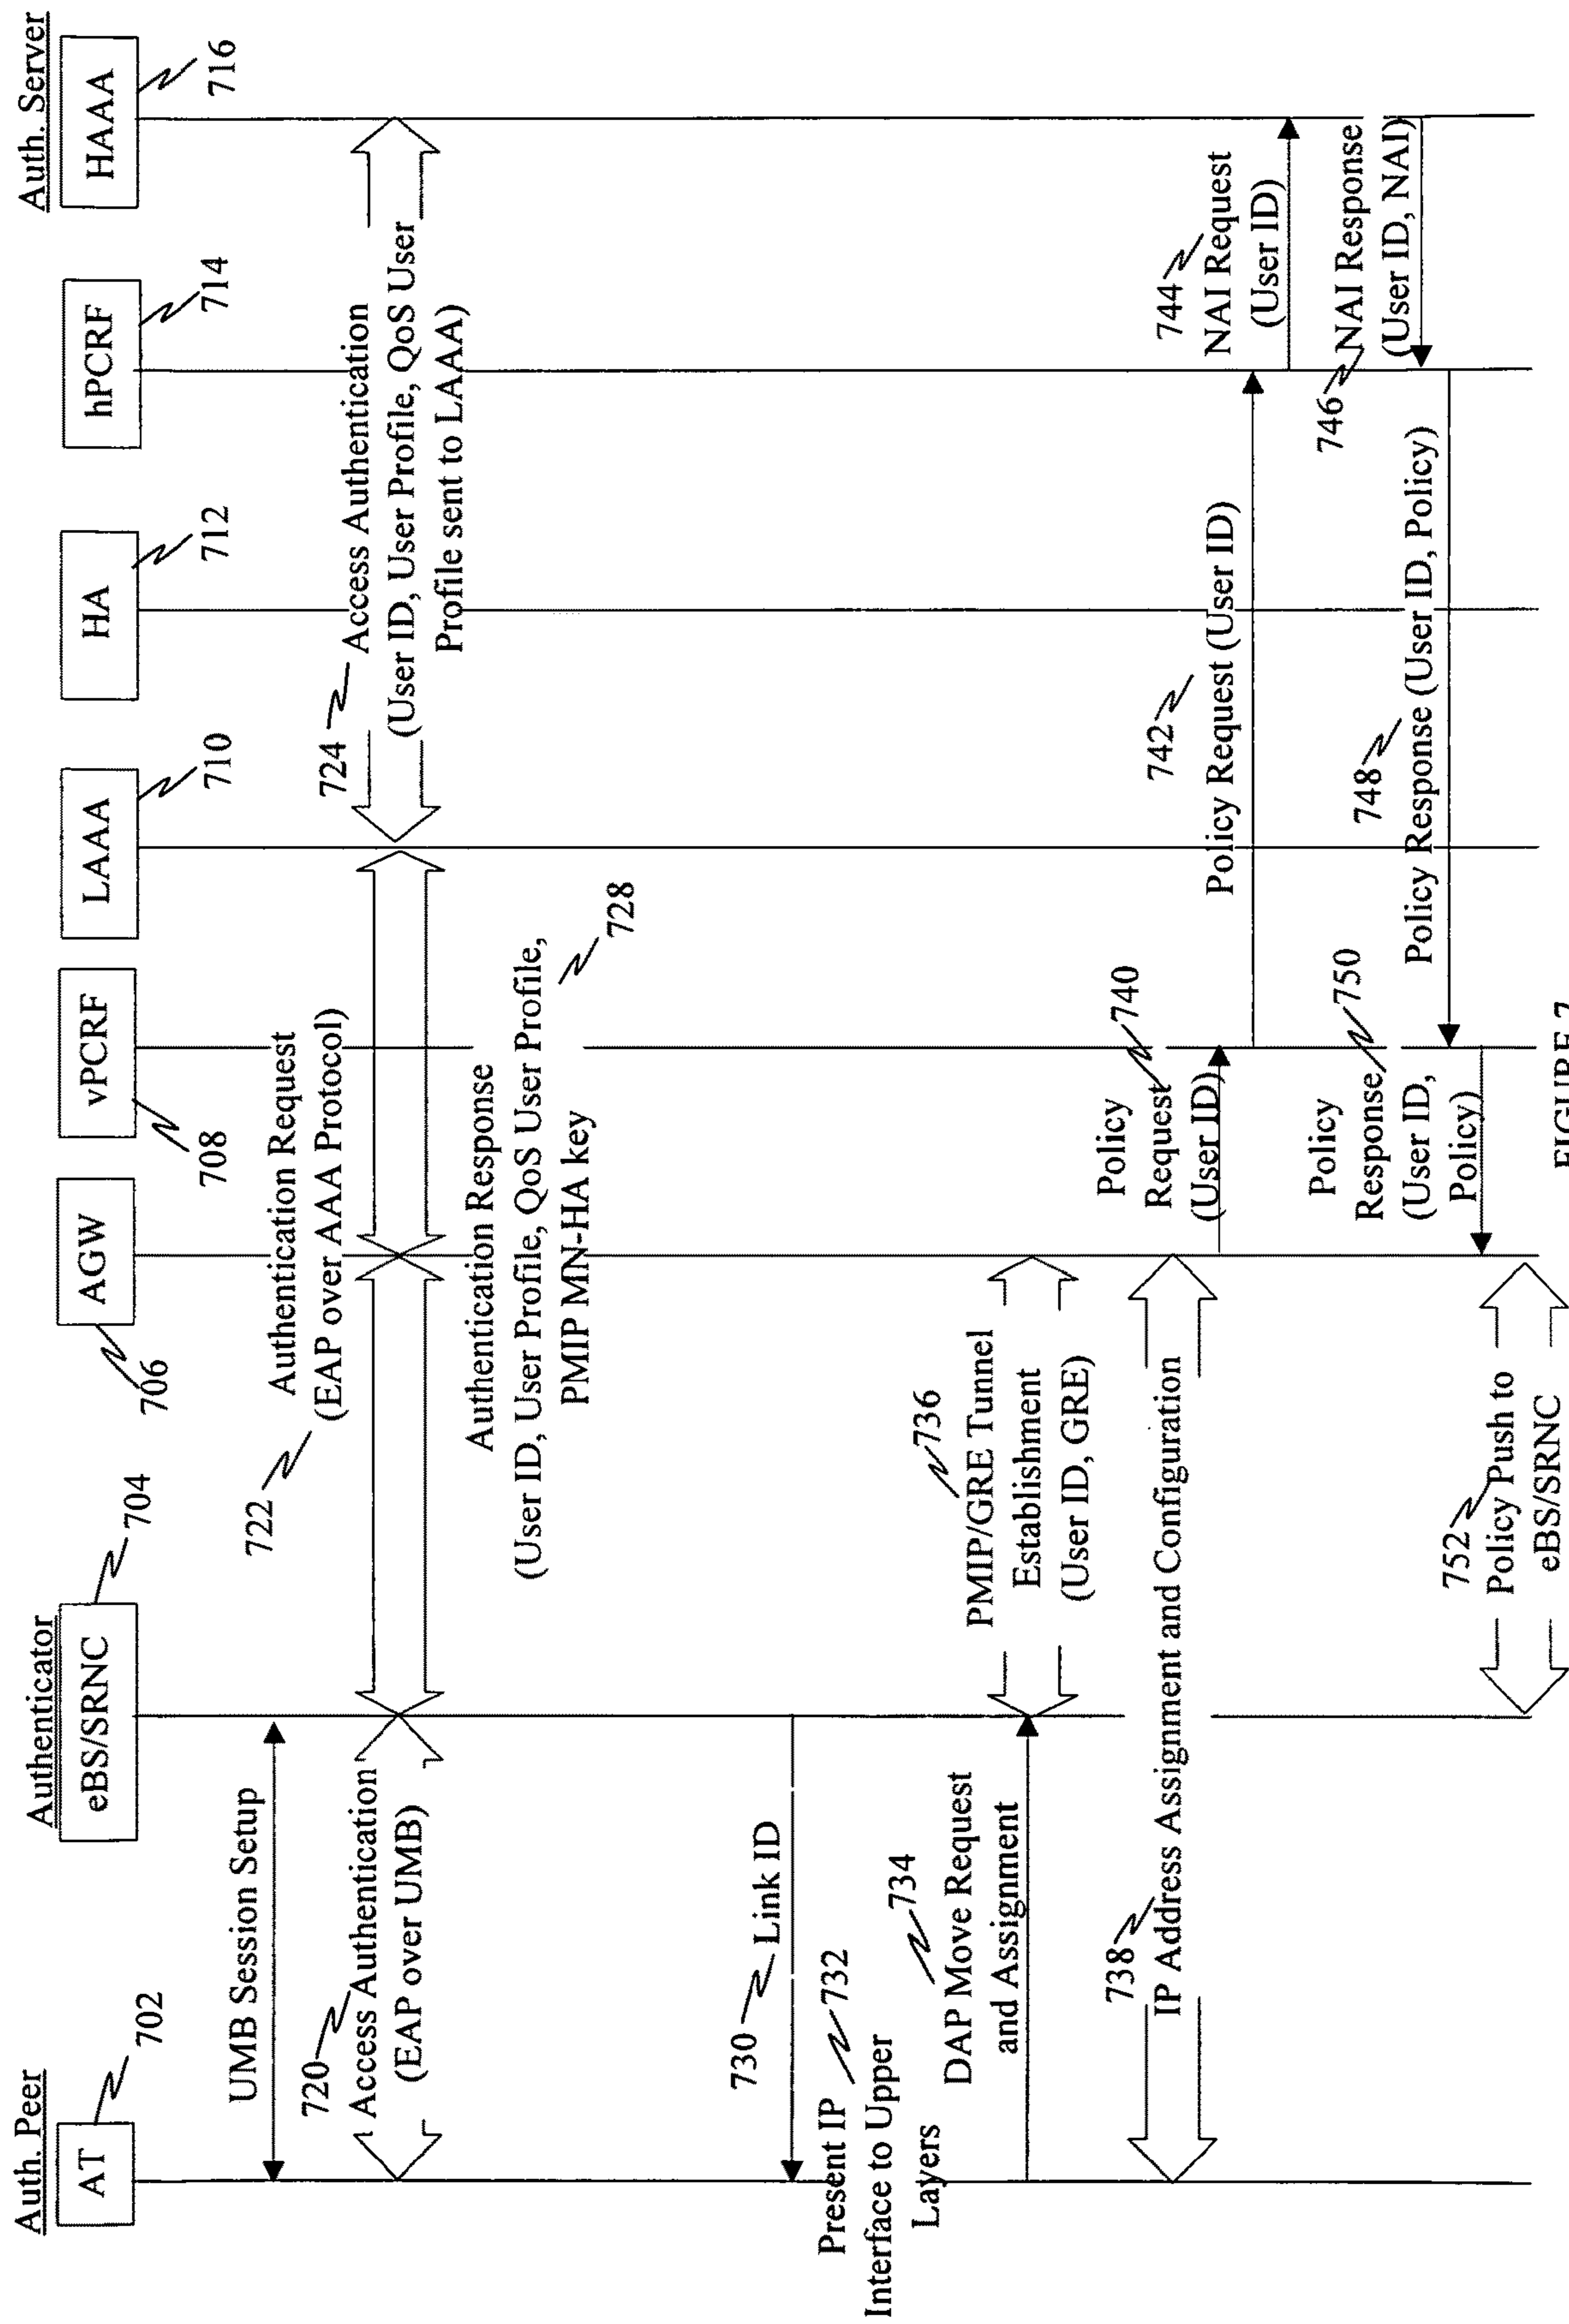 Auth. Peer
Authenticator
Auth. Server
AT
702
eBS/SRNC
704
AGW
706
vPCRF
708
LAAA
710
HA
712
hPCRF
714
HAAA
716
UMB Session Setup
720
Access Authentication
(EAP over UMB)
722
Authentication Request
(EAP over AAA Protocol)
724
Access Authentication
(User ID, User Profile, QoS User
Profile sent to LAAA)
Authentication Response
(User ID, User Profile, QoS User Profile,
PMIP MN-HA key
728
730
Link ID
Present IP
Interface to Upper
Layers
732
734
DAP Move Request
and Assignment
736
PMIP/GRE Tunnel
Establishment
(User ID, GRE)
738
IP Address Assignment and Configuration
Policy
Request
(User ID)
740
742
Policy Request (User ID)
744
NAI Request
(User ID)
746
NAI Response
(User ID, NAI)
748
Policy Response (User ID, Policy)
Policy
Response
(User ID,
Policy)
750
752
Policy Push to
eBS/SRNC
FIGURE 7